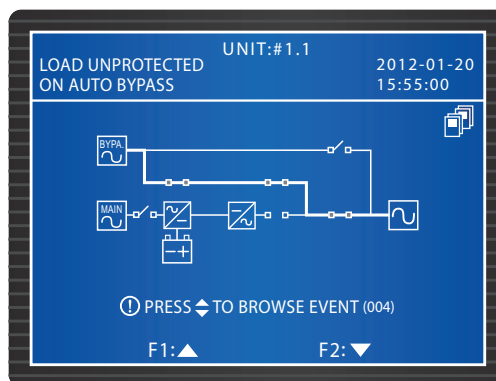 UNIT:#1.1
LOAD UNPROTECTED
ON AUTO BYPASS
2012-01-20
15:55:00
BYPA.
MAIN
PRESS TO BROWSE EVENT (004)
F1:
F2: